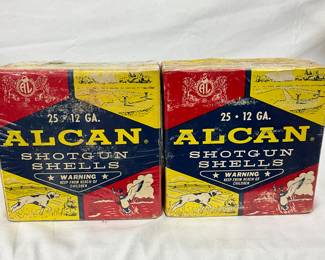 AL
25 • 12 GA.
ALCAN®
SHOTGUN
SHELLS
★ WARNING ★
KEEP FROM REACH OF
CHILDREN
AL
25 • 12 GA.
ALCAN®
SHOTGUN
SHELLS
★ WARNING ★
KEEP FROM REACH OF
CHILDREN